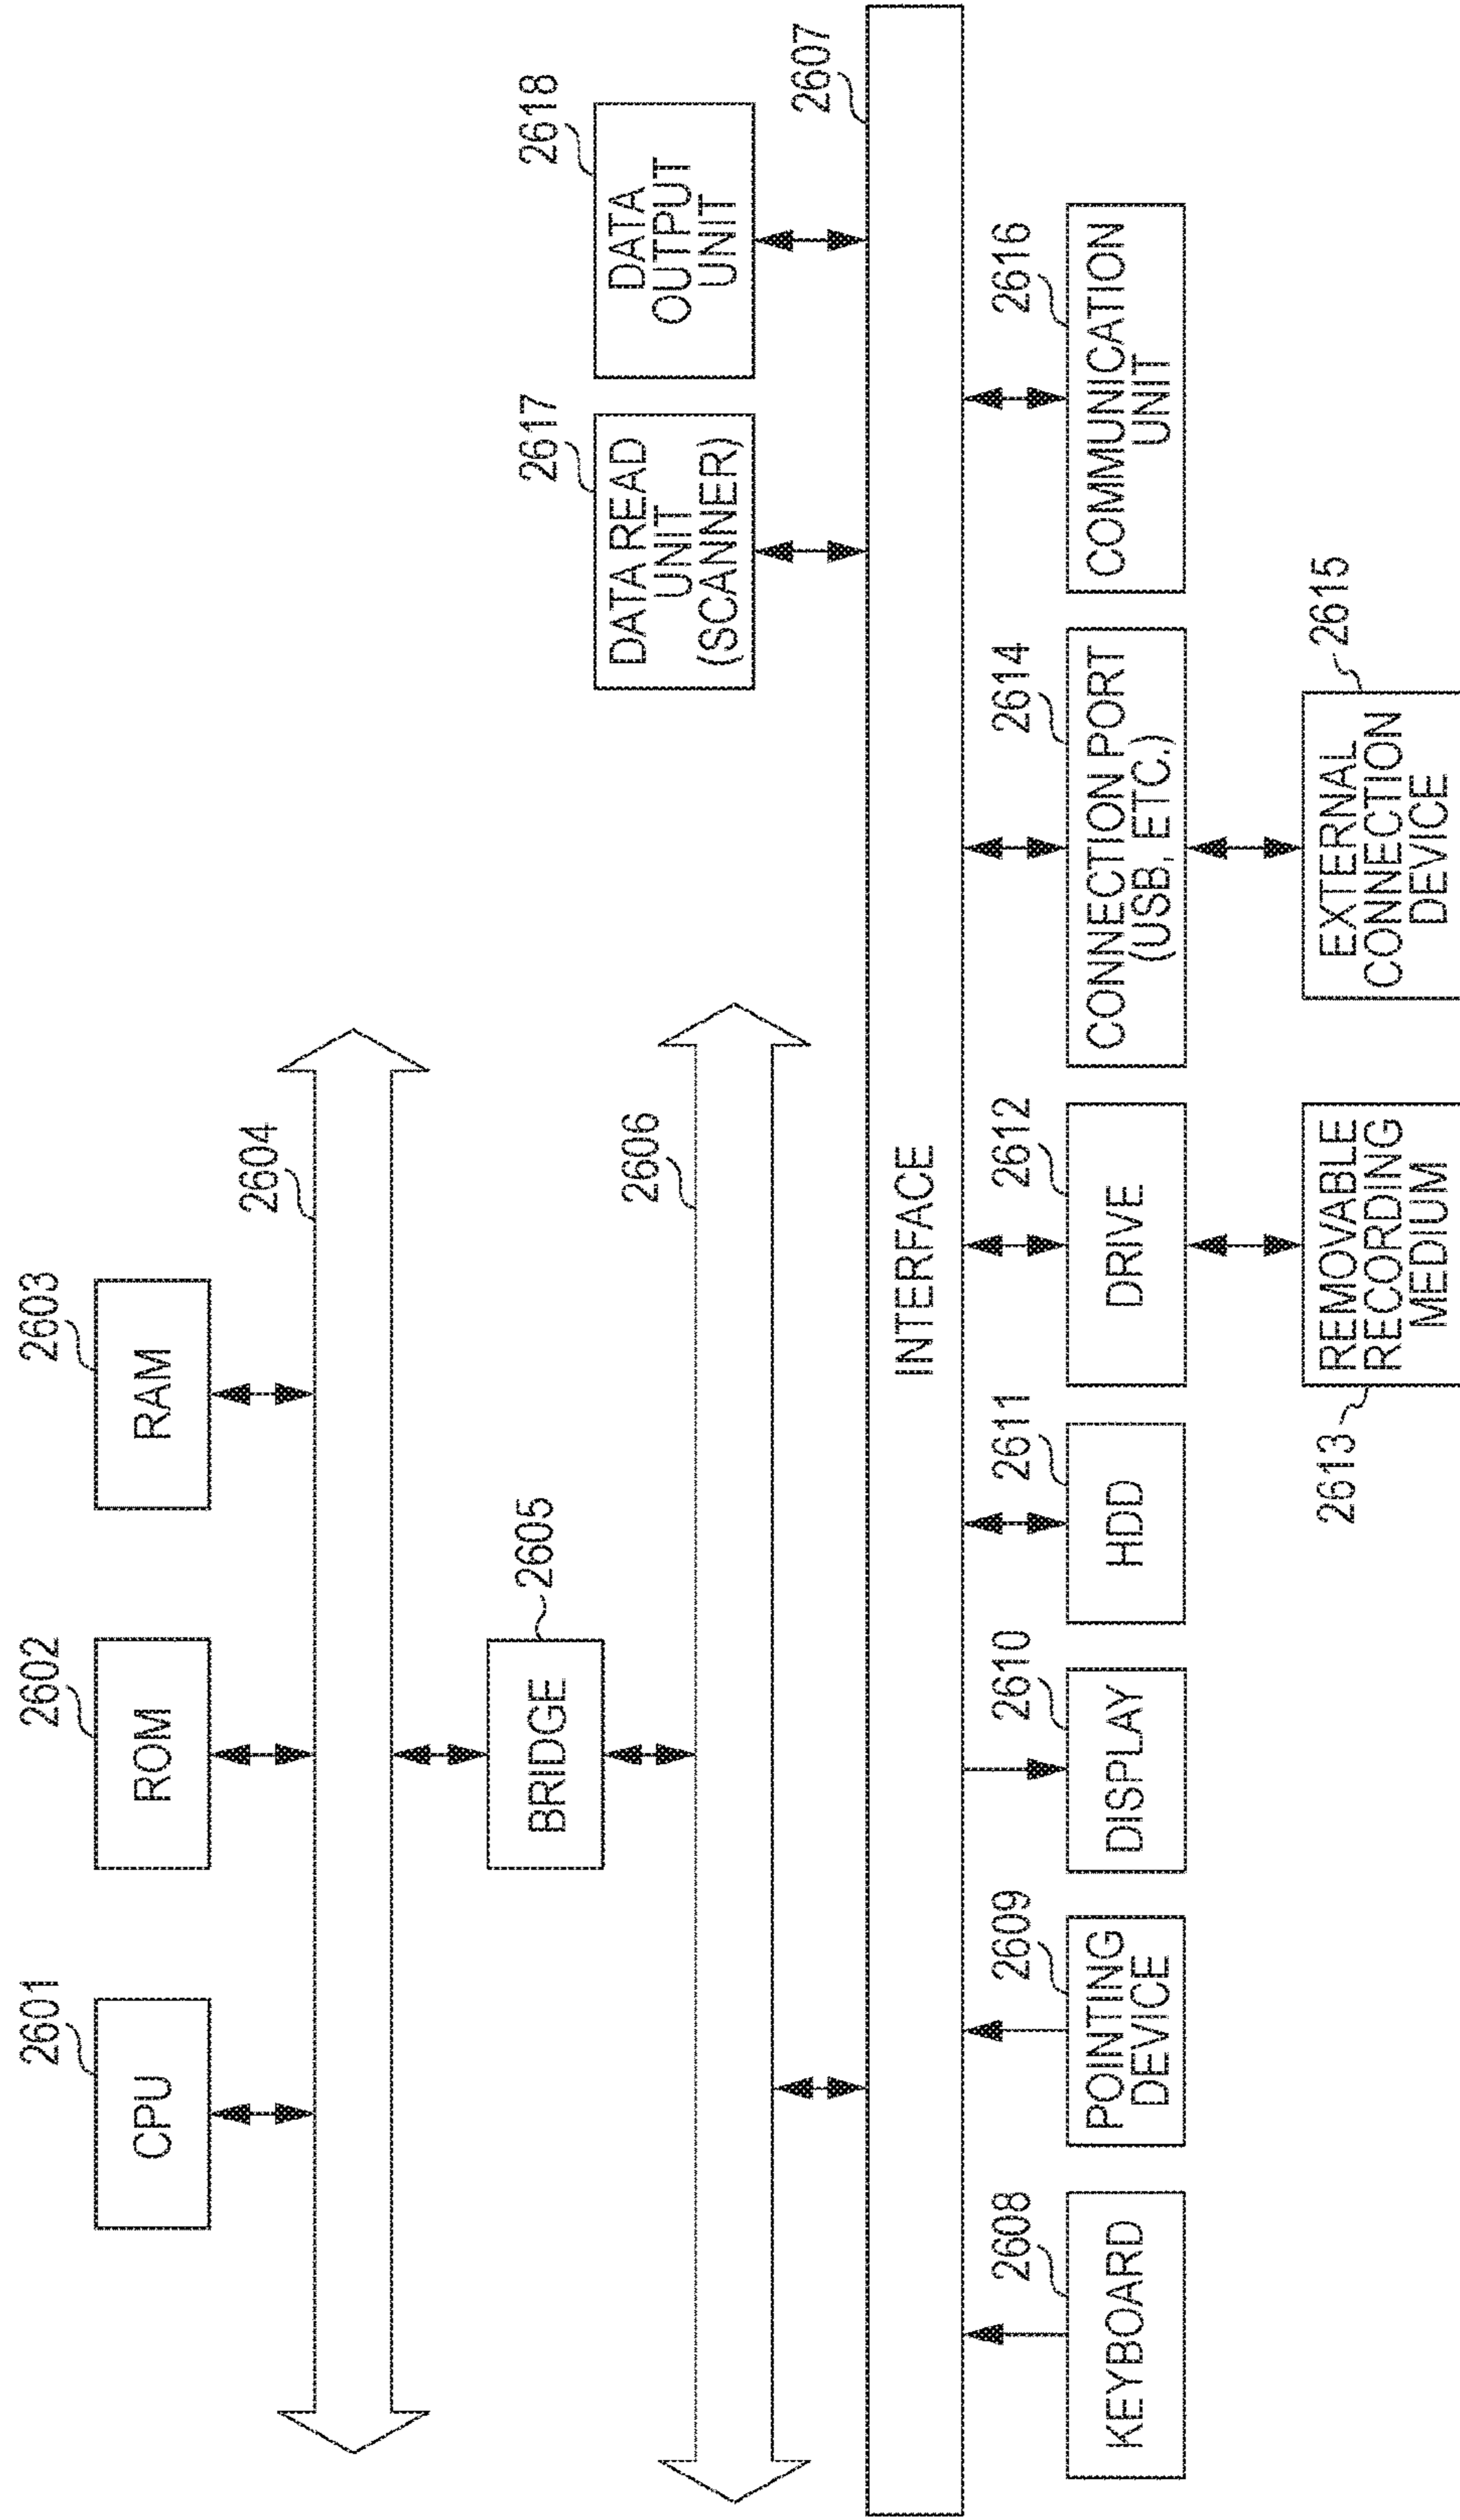 2601
CPU
2602
ROM
2603
RAM
2604
2605
BRIDGE
2606
2617
DATA READ
UNIT
(SCANNER)
2618
DATA
OUTPUT
UNIT
2607
INTERFACE
2608
KEYBOARD
2609
POINTING
DEVICE
2610
DISPLAY
2611
HDD
2612
DRIVE
2614
CONNECTION PORT
(USB, ETC.)
2616
COMMUNICATION
UNIT
2613
REMOVABLE
RECORDING
MEDIUM
2615
EXTERNAL
CONNECTION
DEVICE